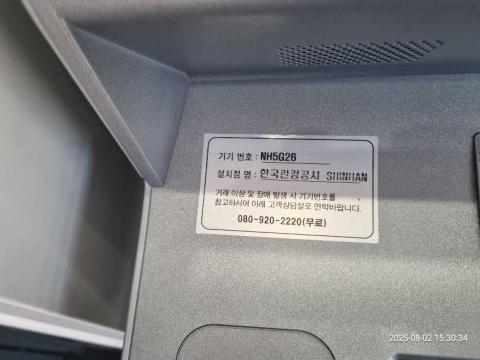 기기 번호 : NH5G26
설치점 명 : 한국관광공사 SHINHAN
거래 이상 및 장애 발생 시 기기번호를
참고하시어 아래 고객상담실로 연락바랍니다.
080-920-2220(무료)
2025-08-02 15:30:34